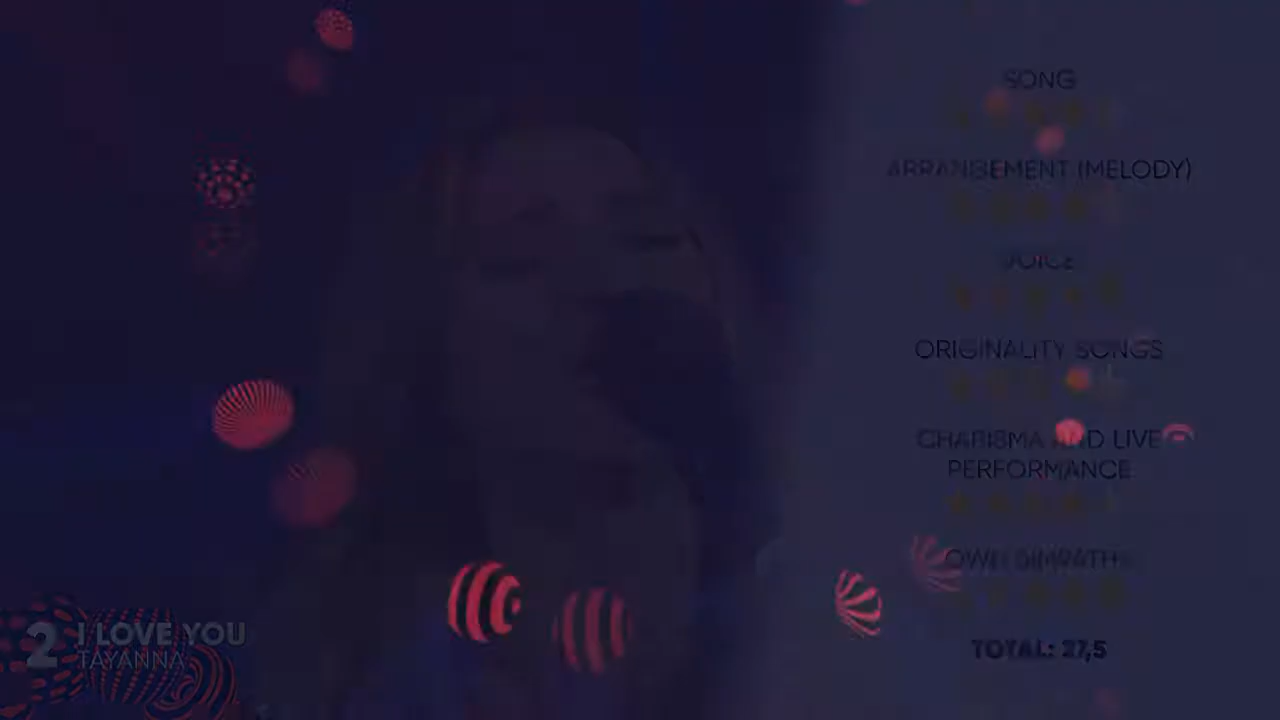 SONG
ARRANGEMENT (MELODY)
VOICE
ORIGINALITY SONGS
CHARISMA AND LIVE
PERFORMANCE
OWN SIMPATHY
TOTAL: 27,5
2 I LOVE YOU
TAYANNA